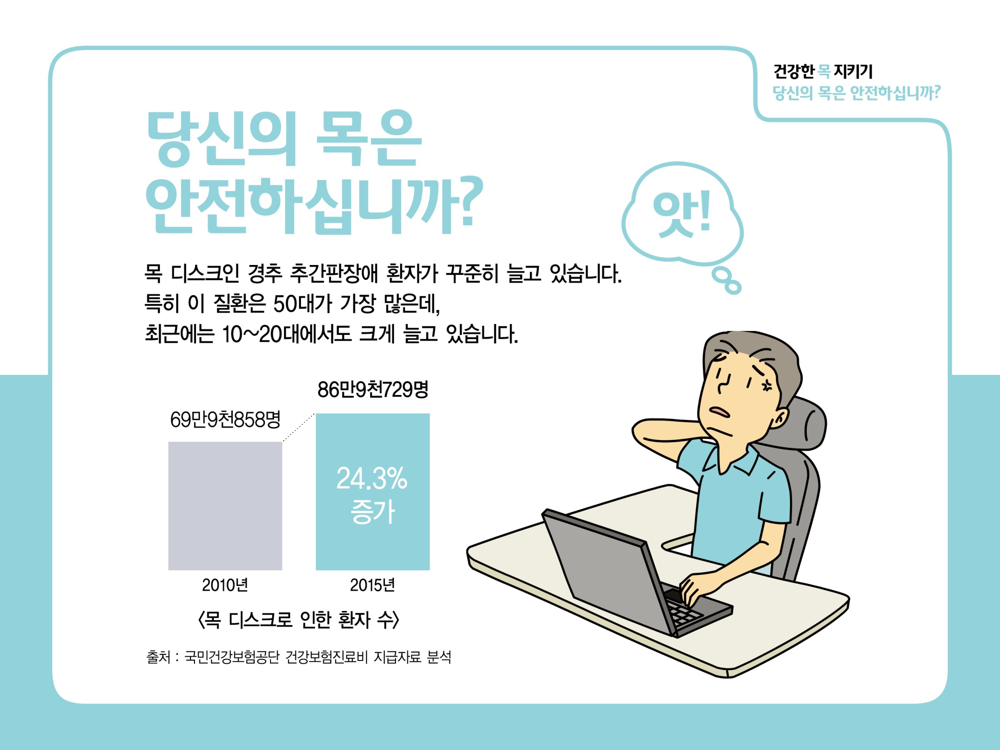 건강한 목 지키기
당신의 목은 안전하십니까?
당신의 목은
안전하십니까?
앗!
목 디스크인 경추 추간판장애 환자가 꾸준히 늘고 있습니다.
특히 이 질환은 50대가 가장 많은데,
최근에는 10~20대에서도 크게 늘고 있습니다.
69만9천858명
86만9천729명
24.3%
증가
2010년
2015년
<목 디스크로 인한 환자 수>
출처 : 국민건강보험공단 건강보험진료비 지급자료 분석